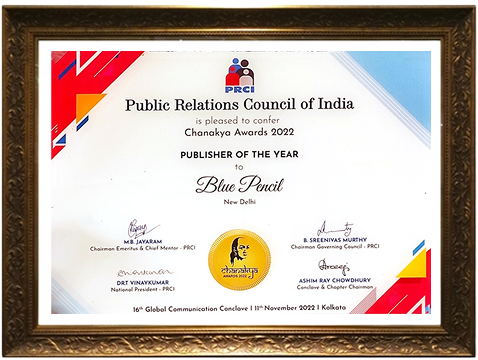 PRCI
Public Relations Council of India
is pleased to confer
Chanakya Awards 2022
PUBLISHER OF THE YEAR
to
Blue Pencil
New Delhi
M.B. JAYARAM
Chairman Emeritus & Chief Mentor - PRCI
B. SREENIVAS MURTHY
Chairman Governing Council - PRCI
chanakya
AWARDS 2022
DRT VINAYKUMAR
National President - PRCI
ASHIM RAY CHOWDHURY
Conclave & Chapter Chairman
16th Global Communication Conclave I 11th November 2022 I Kolkata